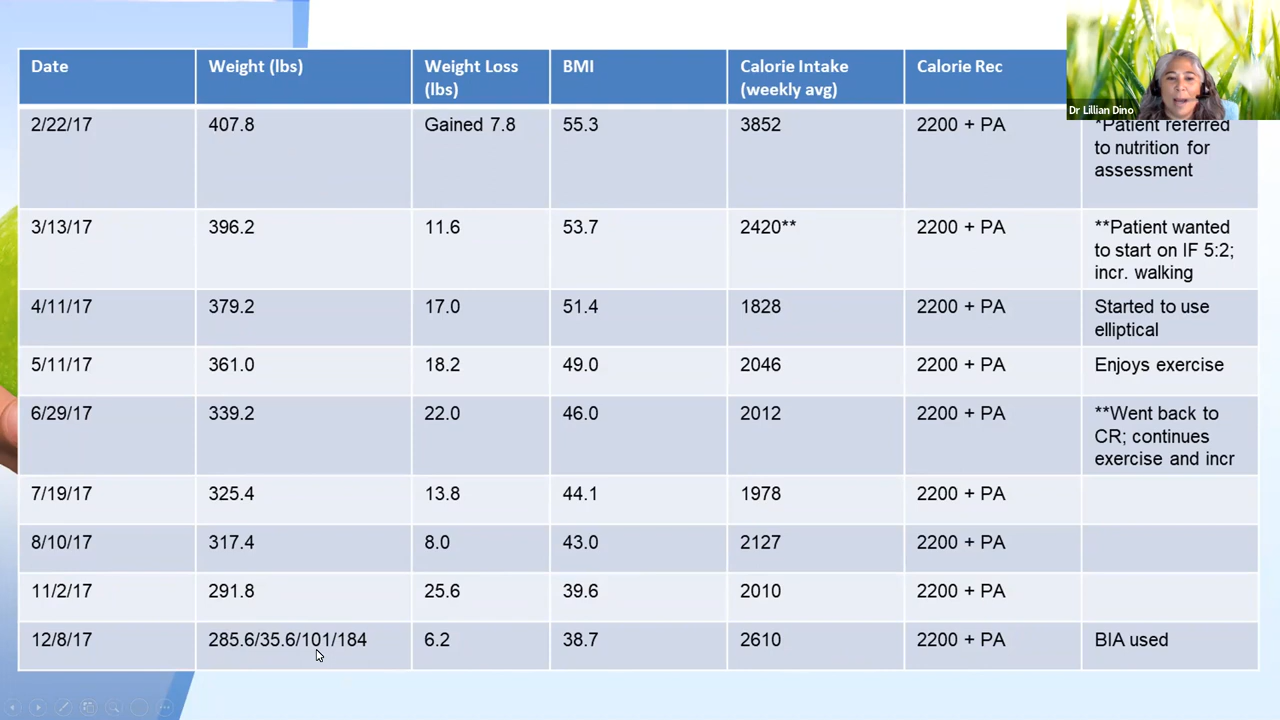 Date Weight (lbs) Weight Loss BMI Calorie Intake Calorie Rec
(lbs) (weekly avg)
Dr Lillian Dino
2/22/17 407.8 Gained 7.8 55.3 3852 2200 + PA *Patient referred
to nutrition for
assessment
3/13/17 396.2 11.6 53.7 2420** 2200 + PA **Patient wanted
to start on IF 5:2;
incr. walking
4/11/17 379.2 17.0 51.4 1828 2200 + PA Started to use
elliptical
5/11/17 361.0 18.2 49.0 2046 2200 + PA Enjoys exercise
6/29/17 339.2 22.0 46.0 2012 2200 + PA **Went back to
CR; continues
exercise and incr
7/19/17 325.4 13.8 44.1 1978 2200 + PA
8/10/17 317.4 8.0 43.0 2127 2200 + PA
11/2/17 291.8 25.6 39.6 2010 2200 + PA
12/8/17 285.6/35.6/101/184 6.2 38.7 2610 2200 + PA BIA used